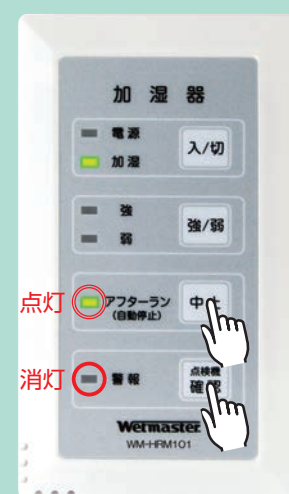 加湿器
電源
加湿
入/切
強
弱
強/弱
点灯
アフターラン
(自動停止)
中止
消灯
警報
点検機
確認
Wetmaster
WM-HRM101